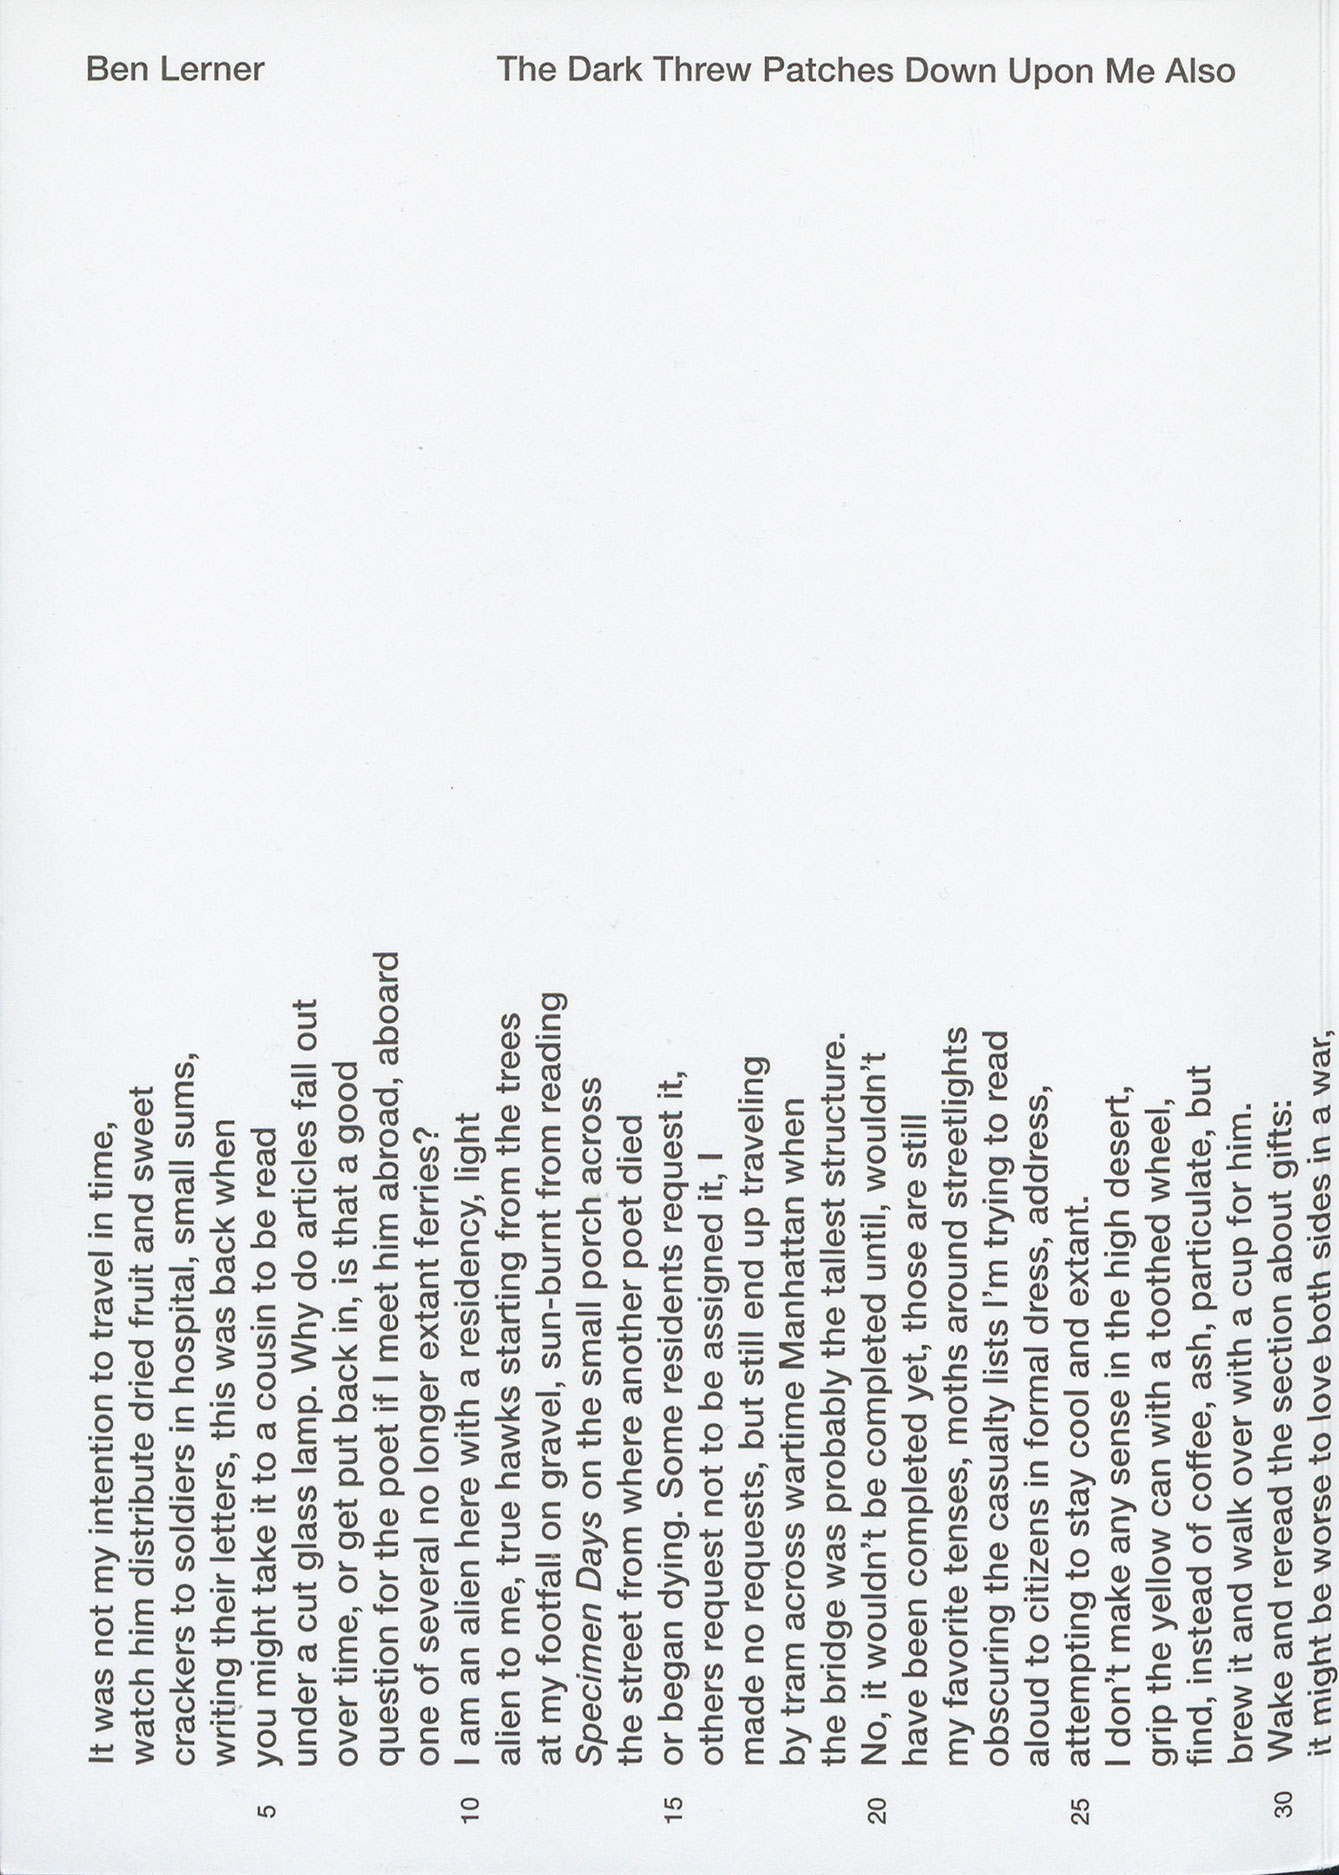 Ben Lerner
The Dark Threw Patches Down Upon Me Also
It was not my intention to travel in time,
watch him distribute dried fruit and sweet
crackers to soldiers in hospital, small sums,
writing their letters, this was back when
5 you might take it to a cousin to be read
under a cut glass lamp. Why do articles fall out
over time, or get put back in, is that a good
question for the poet if I meet him abroad, aboard
one of several no longer extant ferries?
10 I am an alien here with a residency, light
alien to me, true hawks starting from the trees
at my footfall on gravel, sun-burnt from reading
Specimen Days on the small porch across
the street from where another poet died
15 or began dying. Some residents request it,
others request not to be assigned it, I
made no requests, but still end up traveling
by tram across wartime Manhattan when
the bridge was probably the tallest structure.
20 No, it wouldn't be completed until, wouldn't
have been completed yet, those are still
my favorite tenses, moths around streetlights
obscuring the casualty lists I'm trying to read
aloud to citizens in formal dress, address,
25 attempting to stay cool and extant.
I don't make any sense in the high desert,
grip the yellow can with a toothed wheel,
find, instead of coffee, ash, particulate, but
brew it and walk over with a cup for him.
30 Wake and reread the section about gifts:
it might be worse to love both sides in a war,